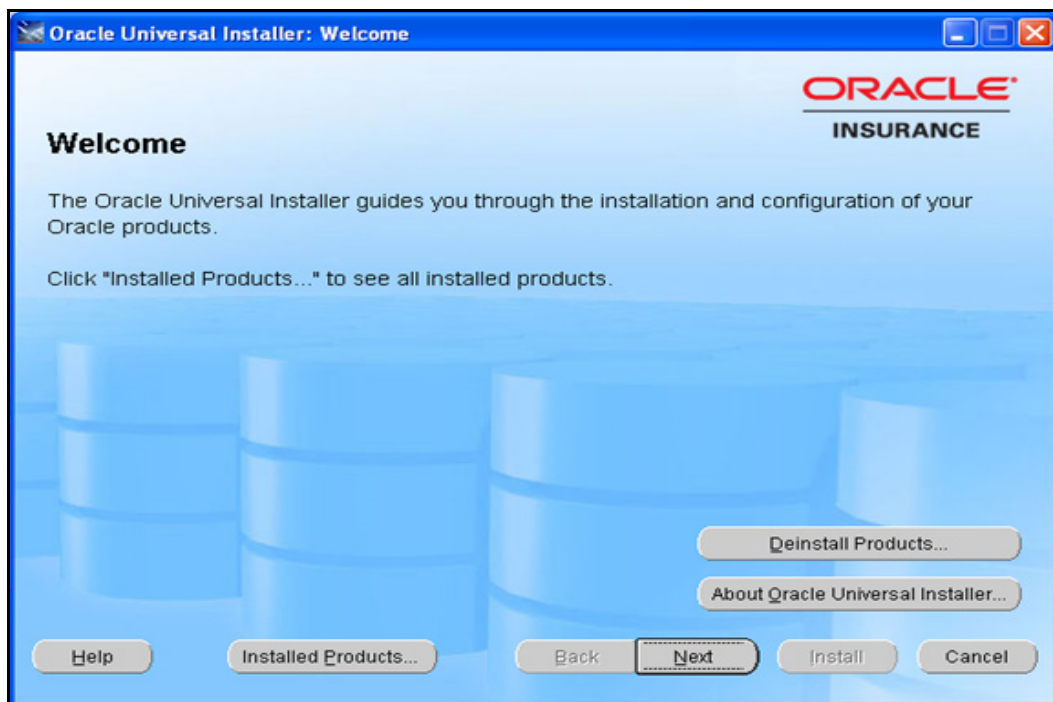 Oracle Universal Installer: Welcome
ORACLE
INSURANCE
Welcome
The Oracle Universal Installer guides you through the installation and configuration of your
Oracle products.
Click "Installed Products..." to see all installed products.
Deinstall Products...
About Oracle Universal Installer...
Help Installed Products... Back Next Install Cancel